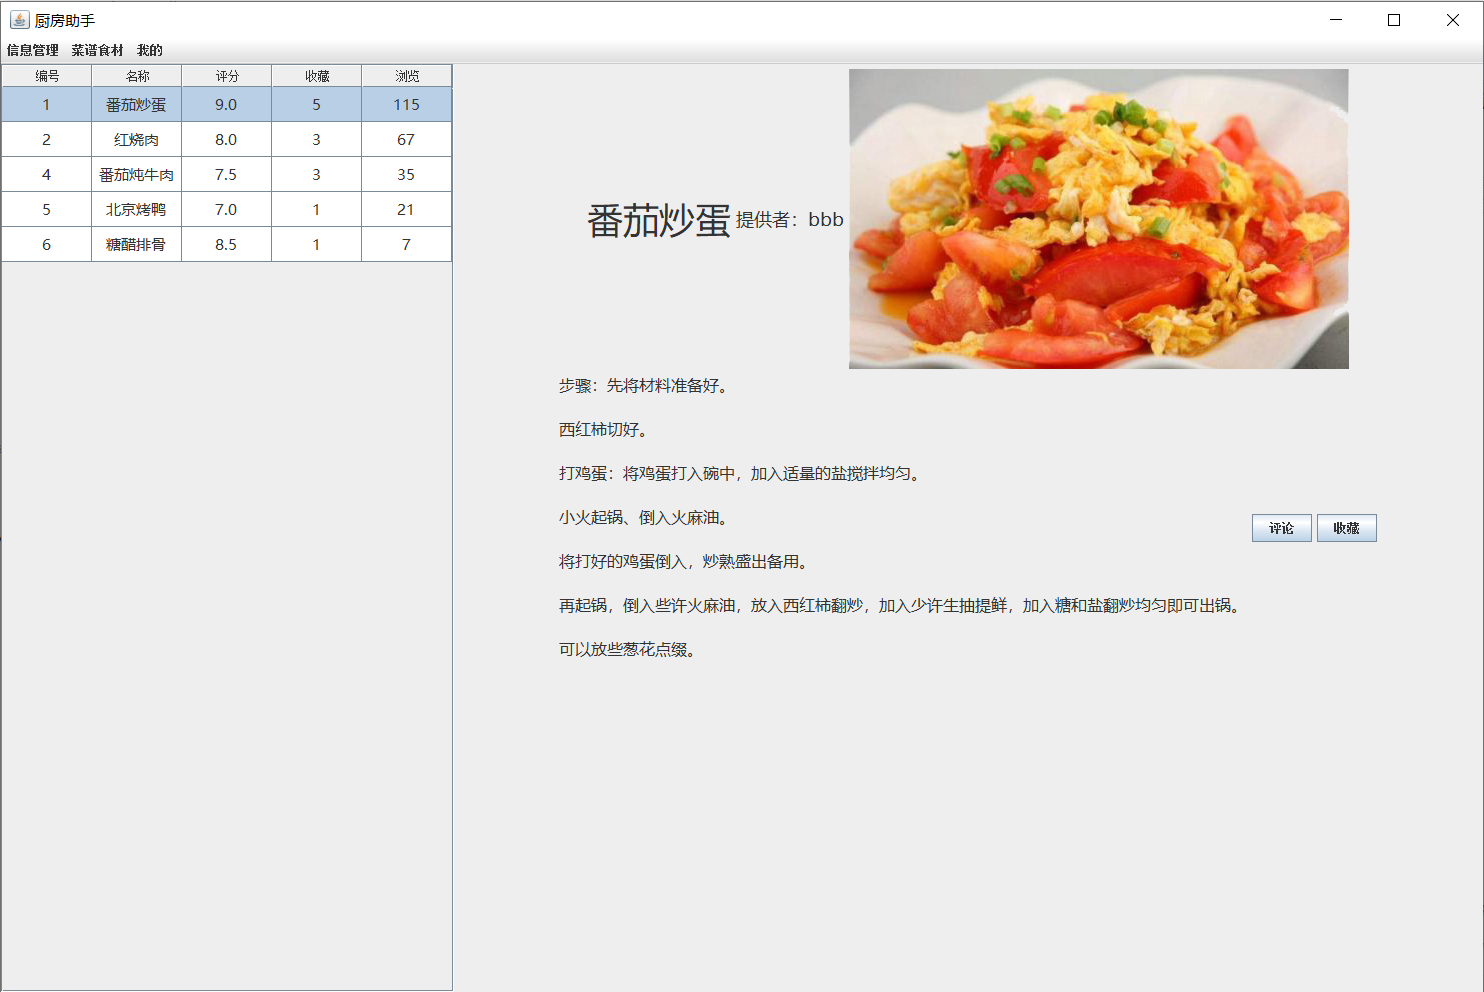 厨房助手
信息管理 菜谱食材 我的
编号 名称 评分 收藏 浏览
1 番茄炒蛋 9.0 5 115
2 红烧肉 8.0 3 67
4 番茄炖牛肉 7.5 3 35
5 北京烤鸭 7.0 1 21
6 糖醋排骨 8.5 1 7
番茄炒蛋 提供者：bbb
步骤：先将材料准备好。
西红柿切好。
打鸡蛋：将鸡蛋打入碗中，加入适量的盐搅拌均匀。
小火起锅、倒入火麻油。
评论 收藏
将打好的鸡蛋倒入，炒熟盛出备用。
再起锅，倒入些许火麻油，放入西红柿翻炒，加入少许生抽提鲜，加入糖和盐翻炒均匀即可出锅。
可以放些葱花点缀。